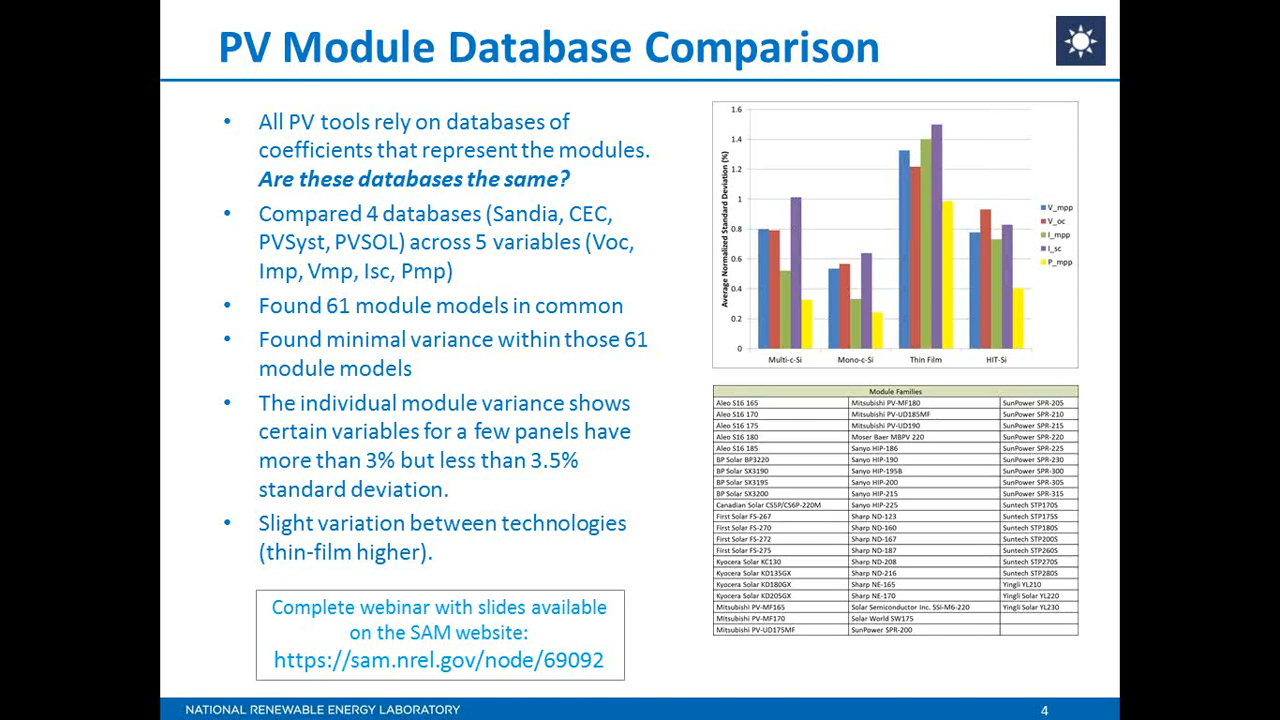 PV Module Database Comparison
• All PV tools rely on databases of
coefficients that represent the modules.
Are these databases the same?
• Compared 4 databases (Sandia, CEC,
PVSyst, PVSOL) across 5 variables (Voc,
Imp, Vmp, Isc, Pmp)
• Found 61 module models in common
• Found minimal variance within those 61
module models
• The individual module variance shows
certain variables for a few panels have
more than 3% but less than 3.5%
standard deviation.
• Slight variation between technologies
(thin-film higher).
Complete webinar with slides available
on the SAM website:
https://sam.nrel.gov/node/69092
Average Normalized Standard Deviation (%)
1.6
1.4
1.2
1
0.8
0.6
0.4
0.2
0
Multi-c-Si Mono-c-Si Thin Film HIT-Si
V_mpp
V_oc
I_mpp
I_sc
P_mpp
Module Families
Aleo S16 165 Mitsubishi PV-MF180 SunPower SPR-205
Aleo S16 170 Mitsubishi PV-UD185MF SunPower SPR-210
Aleo S16 175 Mitsubishi PV-UD190 SunPower SPR-215
Aleo S16 180 Moser Baer MBPV 220 SunPower SPR-220
Aleo S16 185 Sanyo HIP-186 SunPower SPR-225
BP Solar BP3220 Sanyo HIP-190 SunPower SPR-230
BP Solar SX3190 Sanyo HIP-195B SunPower SPR-300
BP Solar SX3195 Sanyo HIP-200 SunPower SPR-305
BP Solar SX3200 Sanyo HIP-215 SunPower SPR-315
Canadian Solar CS5P/CS6P-220M Sanyo HIP-225 Suntech STP170S
First Solar FS-267 Sharp ND-123 Suntech STP175S
First Solar FS-270 Sharp ND-160 Suntech STP180S
First Solar FS-272 Sharp ND-167 Suntech STP200S
First Solar FS-275 Sharp ND-187 Suntech STP260S
Kyocera Solar KC130 Sharp ND-208 Suntech STP270S
Kyocera Solar KD135GX Sharp ND-216 Suntech STP280S
Kyocera Solar KD180GX Sharp NE-165 Yingli YL210
Kyocera Solar KD205GX Sharp NE-170 Yingli Solar YL220
Mitsubishi PV-MF165 Solar Semiconductor Inc. SSI-M6-220 Yingli Solar YL230
Mitsubishi PV-MF170 Solar World SW175
Mitsubishi PV-UD175MF SunPower SPR-200
NATIONAL RENEWABLE ENERGY LABORATORY
4